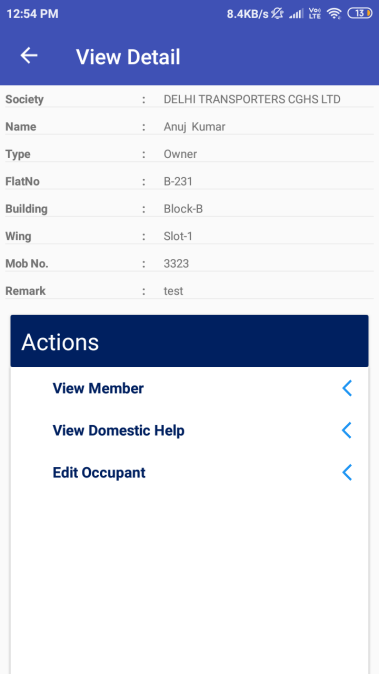 12:54 PM 8.4KB/s Vo) LTE 13
View Detail
Society : DELHI TRANSPORTERS CGHS LTD
Name : Anuj Kumar
Type : Owner
FlatNo : B-231
Building : Block-B
Wing : Slot-1
Mob No. : 3323
Remark : test
Actions
View Member
View Domestic Help
Edit Occupant